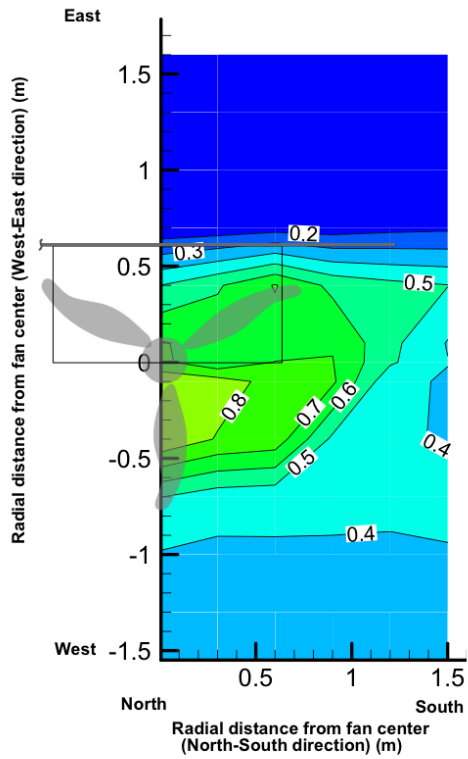 East
Radial distance from fan center (West-East direction) (m)
1.5
1
0.5
0
-0.5
-1
-1.5
0.2
0.3
0.5
0.8
0.7
0.6
0.5
0.4
0.4
West
0.5
1
1.5
North
South
Radial distance from fan center
(North-South direction) (m)